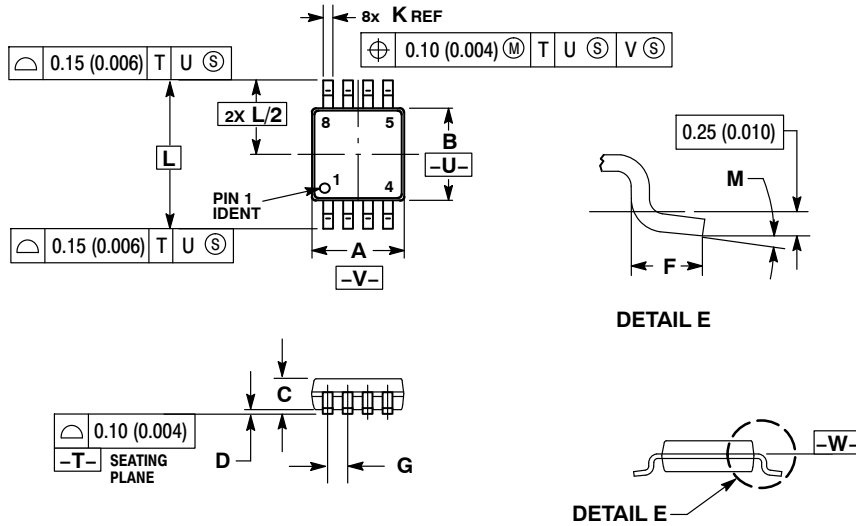 8x K REF
⌖ 0.10 (0.004) Ⓜ T U Ⓢ V Ⓢ
⌓ 0.15 (0.006) T U Ⓢ
2X L/2
8 5
B
-U-
L
0.25 (0.010)
M
PIN 1
IDENT
1 4
⌓ 0.15 (0.006) T U Ⓢ
A
-V-
F
DETAIL E
C
⌓ 0.10 (0.004)
-T- SEATING
PLANE
D
G
-W-
DETAIL E